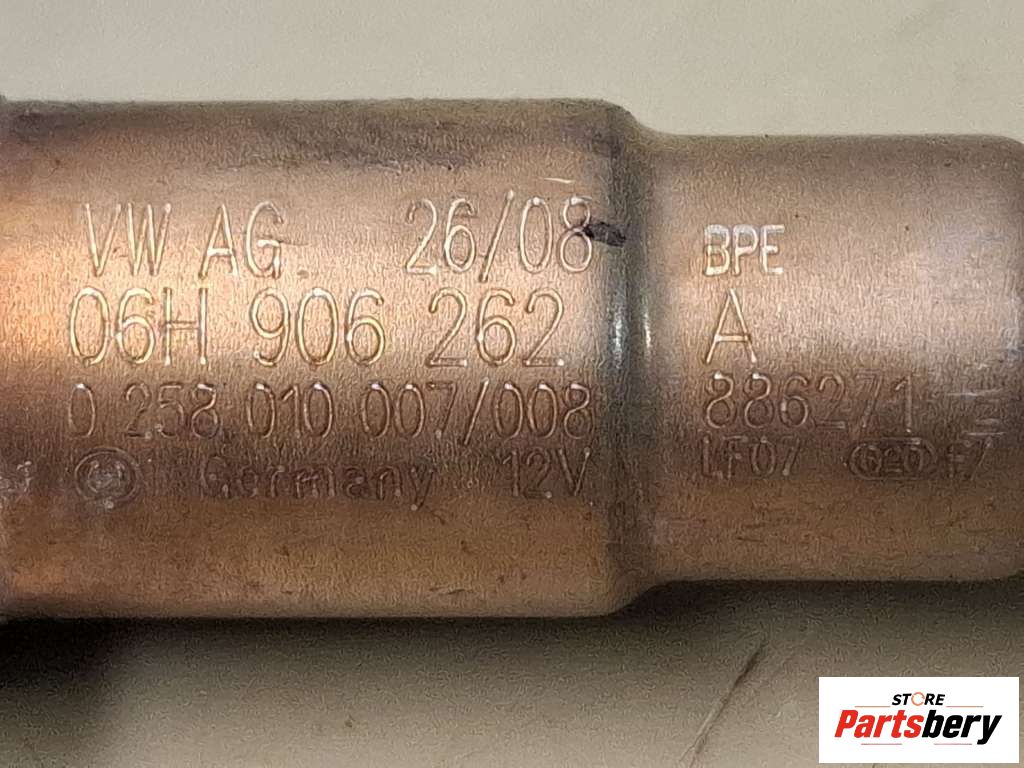 VW AG 26/08
06H 906 262
0 258 010 007/008
Germany 12V
BPE
A
886271
LF07
STORE
Partsbery